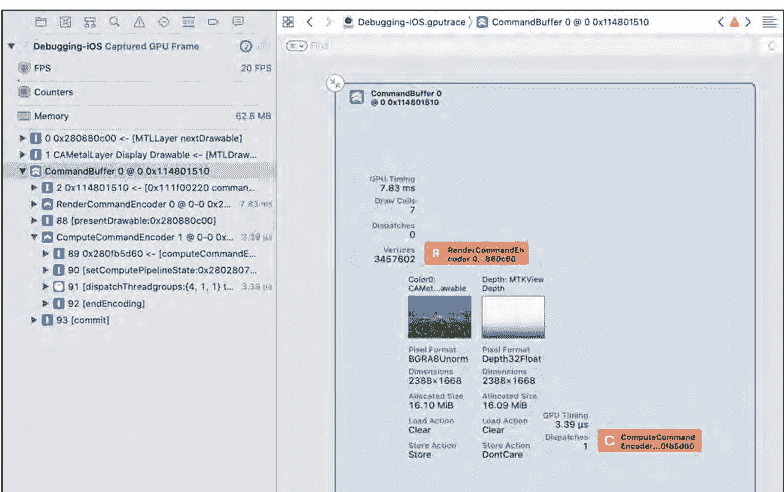 Debugging-iOS.gputrace
CommandBuffer 0 @ 0 0x114801510
Debugging-iOS Captured GPU Frame
FPS
20 FPS
Counters
Memory
62.6 MB
0 0x280880c00 <- [MTLLayer nextDrawable]
1 CAMetalLayer Display Drawable <- [MTLDraw...
CommandBuffer 0 @ 0 0x114801510
2 0x114801510 <- [0x111f00220 comman...
RenderCommandEncoder 0 @ 0-0 0x2...
7.83 ms
88 [presentDrawable:0x280880c00]
ComputeCommandEncoder 1 @ 0-0 0x...
3.39 µs
89 0x280fb5d60 <- [computeCommandE...
90 [setComputePipelineState:0x2802807...
91 [dispatchThreadgroups:{4, 1, 1} t...
3.39 µs
92 [endEncoding]
93 [commit]
Find
CommandBuffer 0
@ 0 0x114801510
GPU Timing
7.83 ms
Draw Calls
7
Dispatches
0
Vertices
3457602
R
RenderCommandEn
coder 0...880c60
Color0:
CAMet...awable
Depth: MTKView
Depth
Pixel Format
BGRA8Unorm
Pixel Format
Depth32Float
Dimensions
2388×1668
Dimensions
2388×1668
Allocated Size
16.10 MiB
Allocated Size
16.09 MiB
Load Action
Clear
Load Action
Clear
Store Action
Store
Store Action
DontCare
GPU Timing
3.39 µs
Dispatches
1
C
ComputeCommand
Encoder...0fb5d60